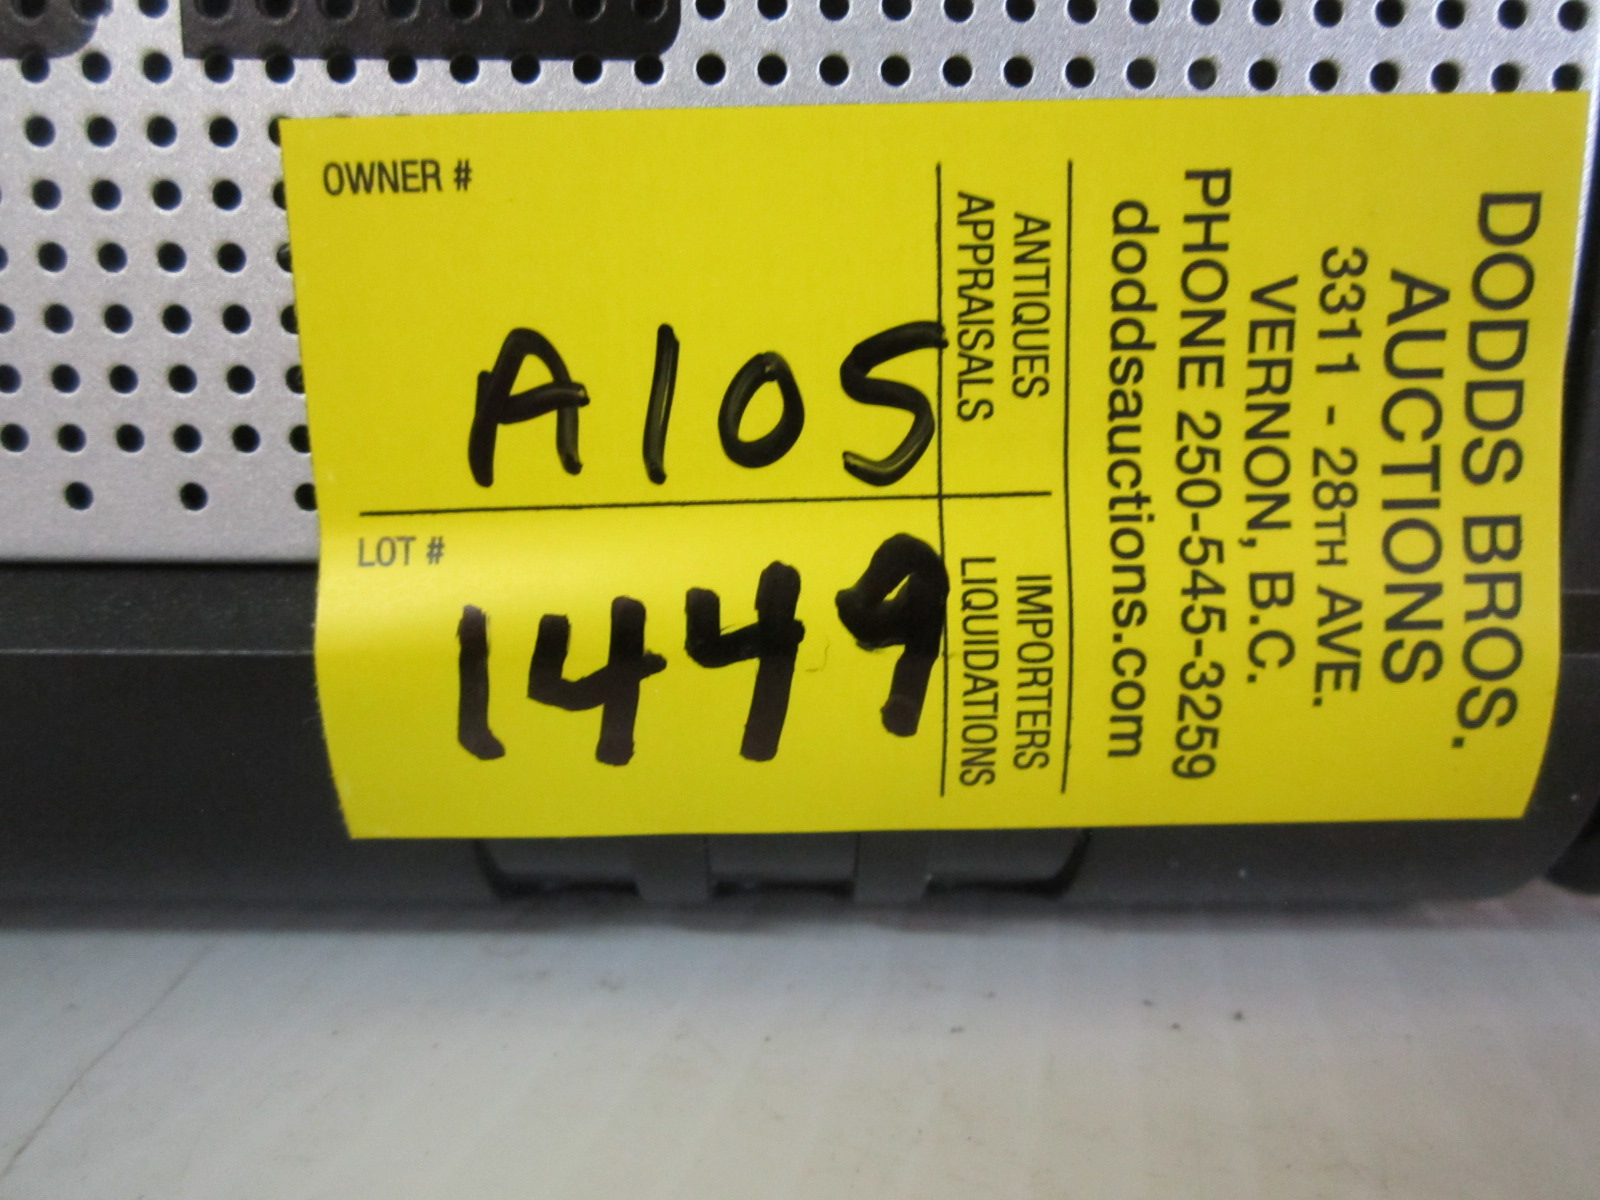 DODDS BROS.
AUCTIONS
3311 - 28TH AVE.
VERNON, B.C.
PHONE 250-545-3259
doddsauctions.com
ANTIQUES IMPORTERS
APPRAISALS LIQUIDATIONS
OWNER #
A105
LOT #
1449